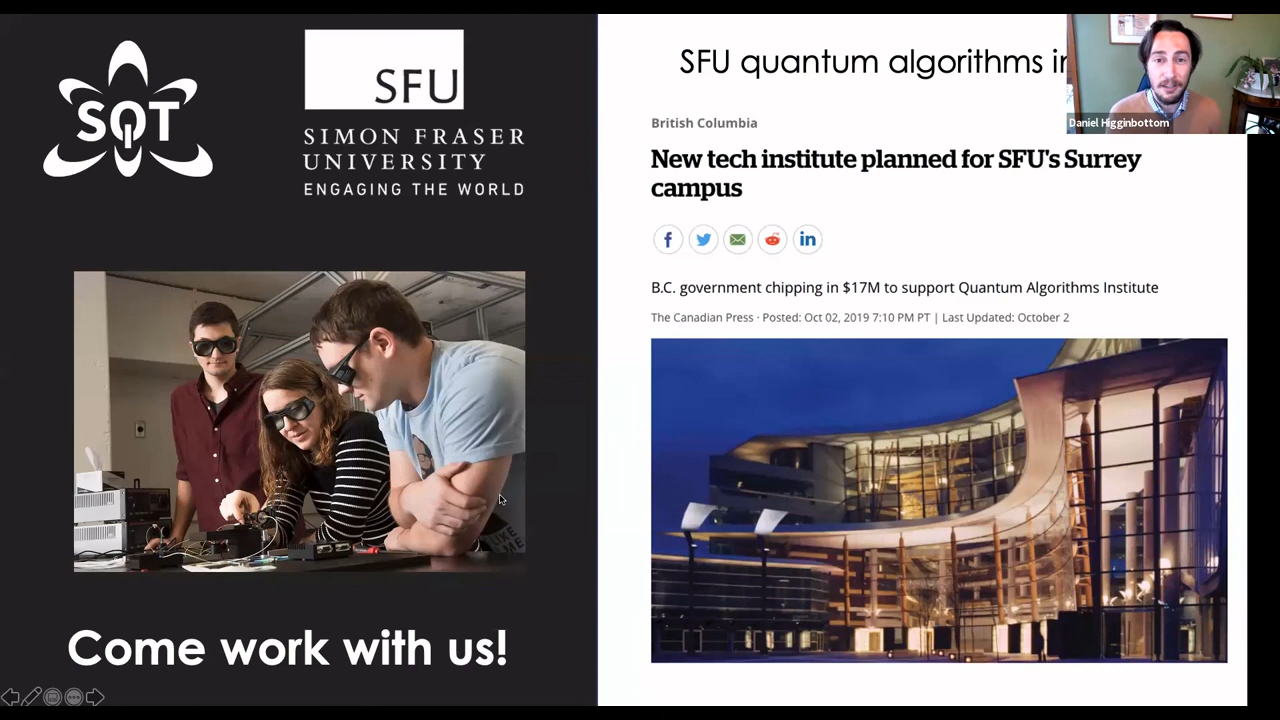 SQT
SFU
SIMON FRASER
UNIVERSITY
ENGAGING THE WORLD
Come work with us!
SFU quantum algorithms
Daniel Higginbottom
British Columbia
New tech institute planned for SFU's Surrey
campus
B.C. government chipping in $17M to support Quantum Algorithms Institute
The Canadian Press · Posted: Oct 02, 2019 7:10 PM PT | Last Updated: October 2